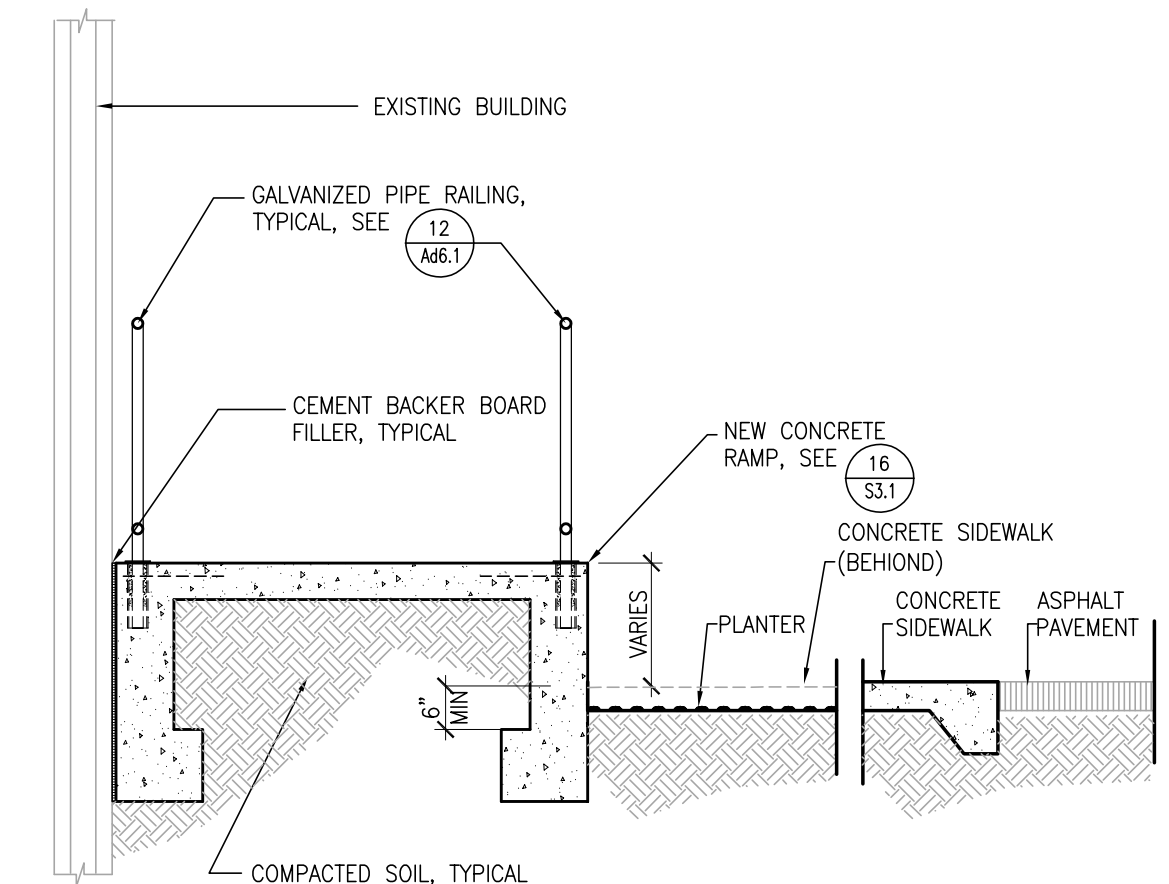 EXISTING BUILDING
GALVANIZED PIPE RAILING,
TYPICAL, SEE
12
Ad6.1
CEMENT BACKER BOARD
FILLER, TYPICAL
NEW CONCRETE
RAMP, SEE
16
S3.1
CONCRETE SIDEWALK
(BEHIOND)
CONCRETE
SIDEWALK
ASPHALT
PAVEMENT
PLANTER
VARIES
6"
MIN
COMPACTED SOIL, TYPICAL